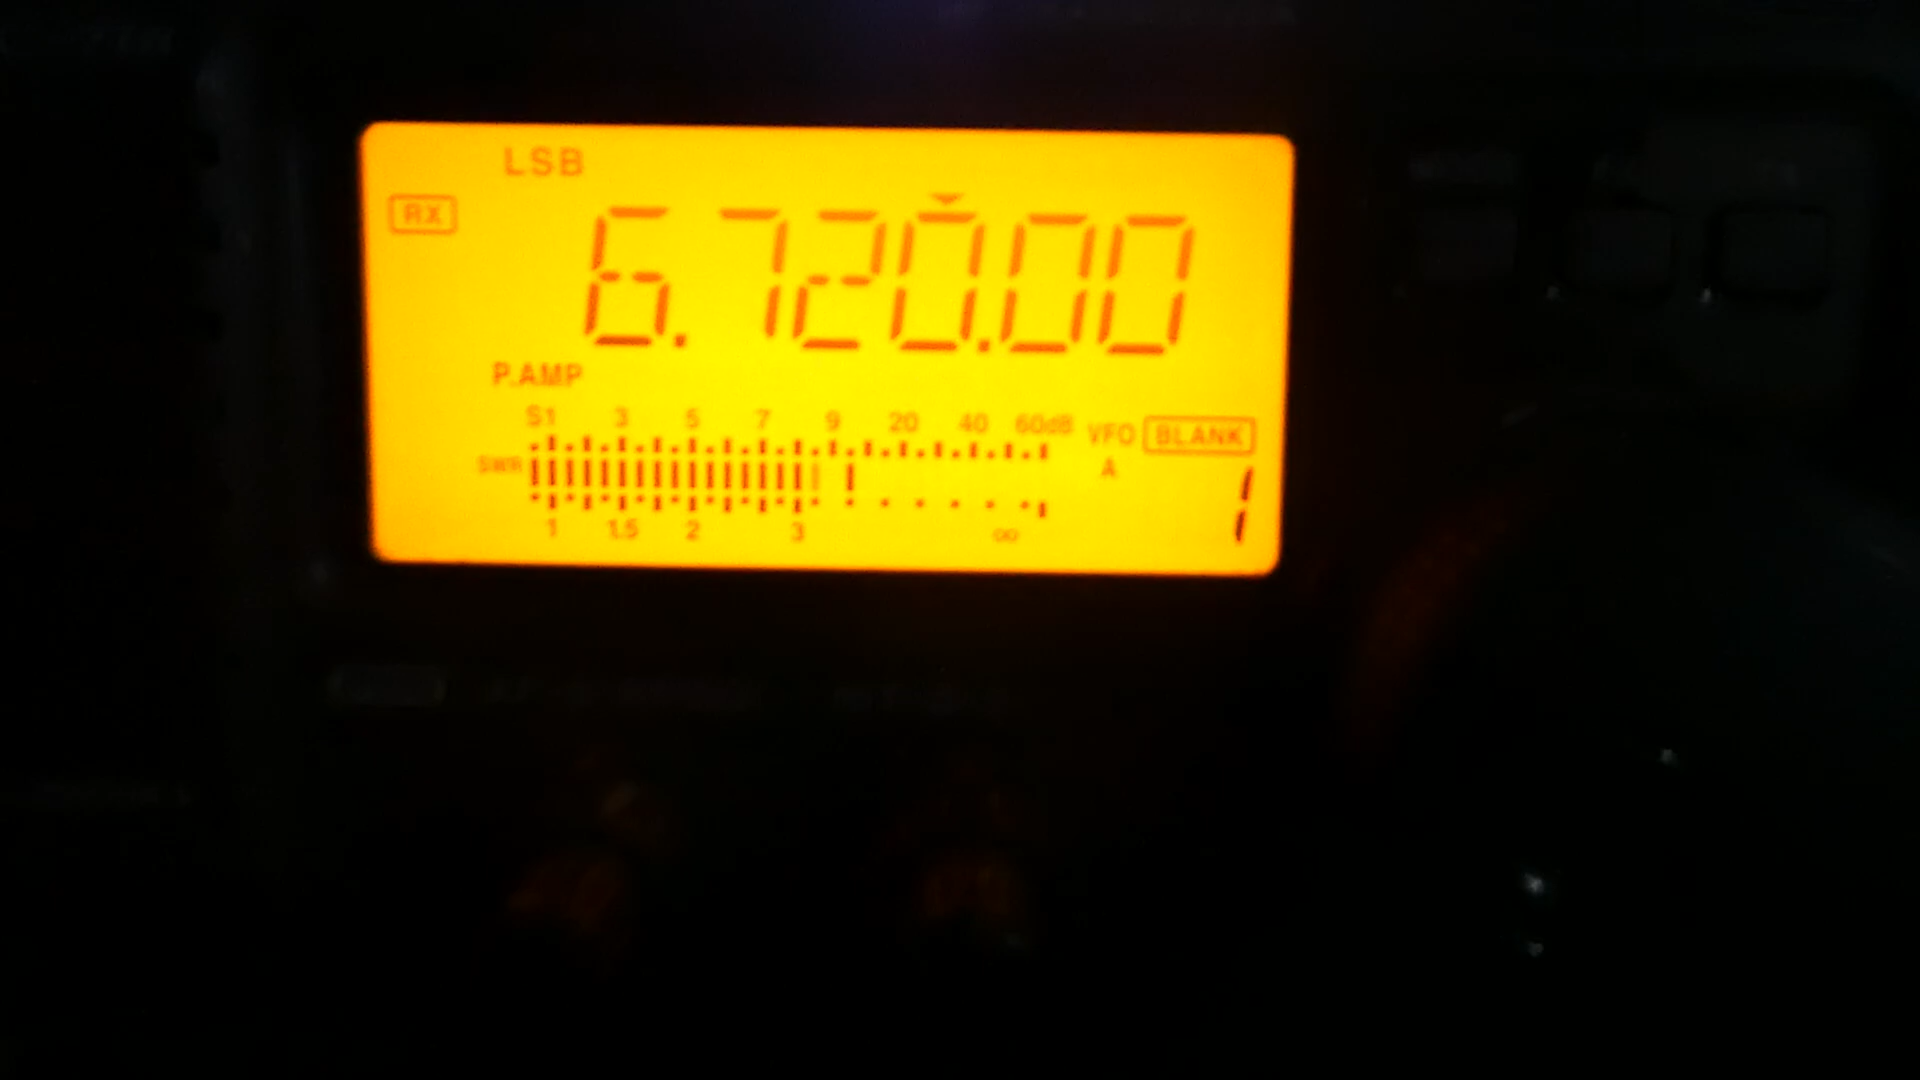 LSB
RX
6.720.00
P.AMP
S1 3 5 7 9 20 40 60dB VFO BLANK
SWR A
1 1.5 2 3 ∞ 1